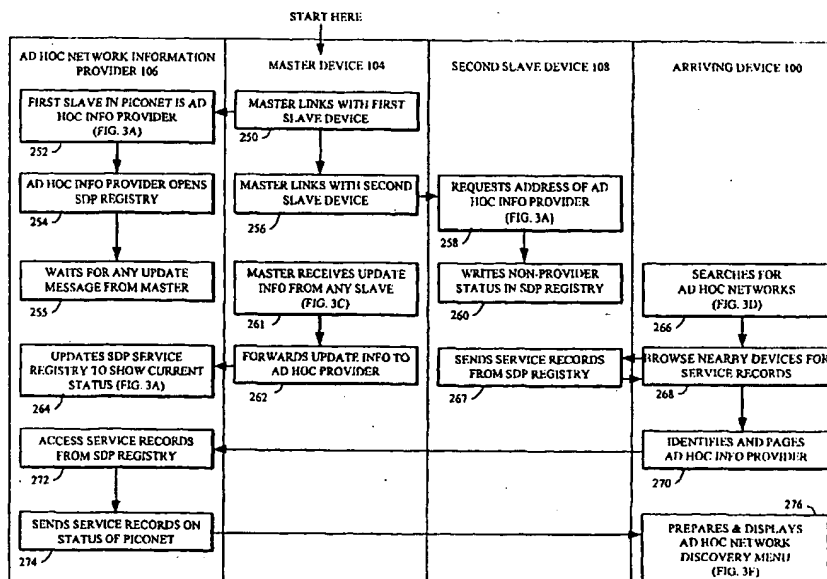 START HERE
AD HOC NETWORK INFORMATION
PROVIDER 106
MASTER DEVICE 104
SECOND SLAVE DEVICE 108
ARRIVING DEVICE 100
FIRST SLAVE IN PICONET IS AD
HOC INFO PROVIDER
(FIG. 3A)
252
MASTER LINKS WITH FIRST
SLAVE DEVICE
250
AD HOC INFO PROVIDER OPENS
SDP REGISTRY
254
MASTER LINKS WITH SECOND
SLAVE DEVICE
256
REQUESTS ADDRESS OF AD
HOC INFO PROVIDER
(FIG. 3A)
258
WAITS FOR ANY UPDATE
MESSAGE FROM MASTER
255
MASTER RECEIVES UPDATE
INFO FROM ANY SLAVE
(FIG. 3C)
261
WRITES NON-PROVIDER
STATUS IN SDP REGISTRY
260
SEARCHES FOR
AD HOC NETWORKS
(FIG. 3D)
266
UPDATES SDP SERVICE
REGISTRY TO SHOW CURRENT
STATUS (FIG. 3A)
264
FORWARDS UPDATE INFO TO
AD HOC PROVIDER
262
SENDS SERVICE RECORDS
FROM SDP REGISTRY
267
BROWSE NEARBY DEVICES FOR
SERVICE RECORDS
268
ACCESS SERVICE RECORDS
FROM SDP REGISTRY
272
IDENTIFIES AND PAGES
AD HOC INFO PROVIDER
270
SENDS SERVICE RECORDS ON
STATUS OF PICONET
274
276
PREPARES & DISPLAYS
AD HOC NETWORK
DISCOVERY MENU
(FIG. 3F)